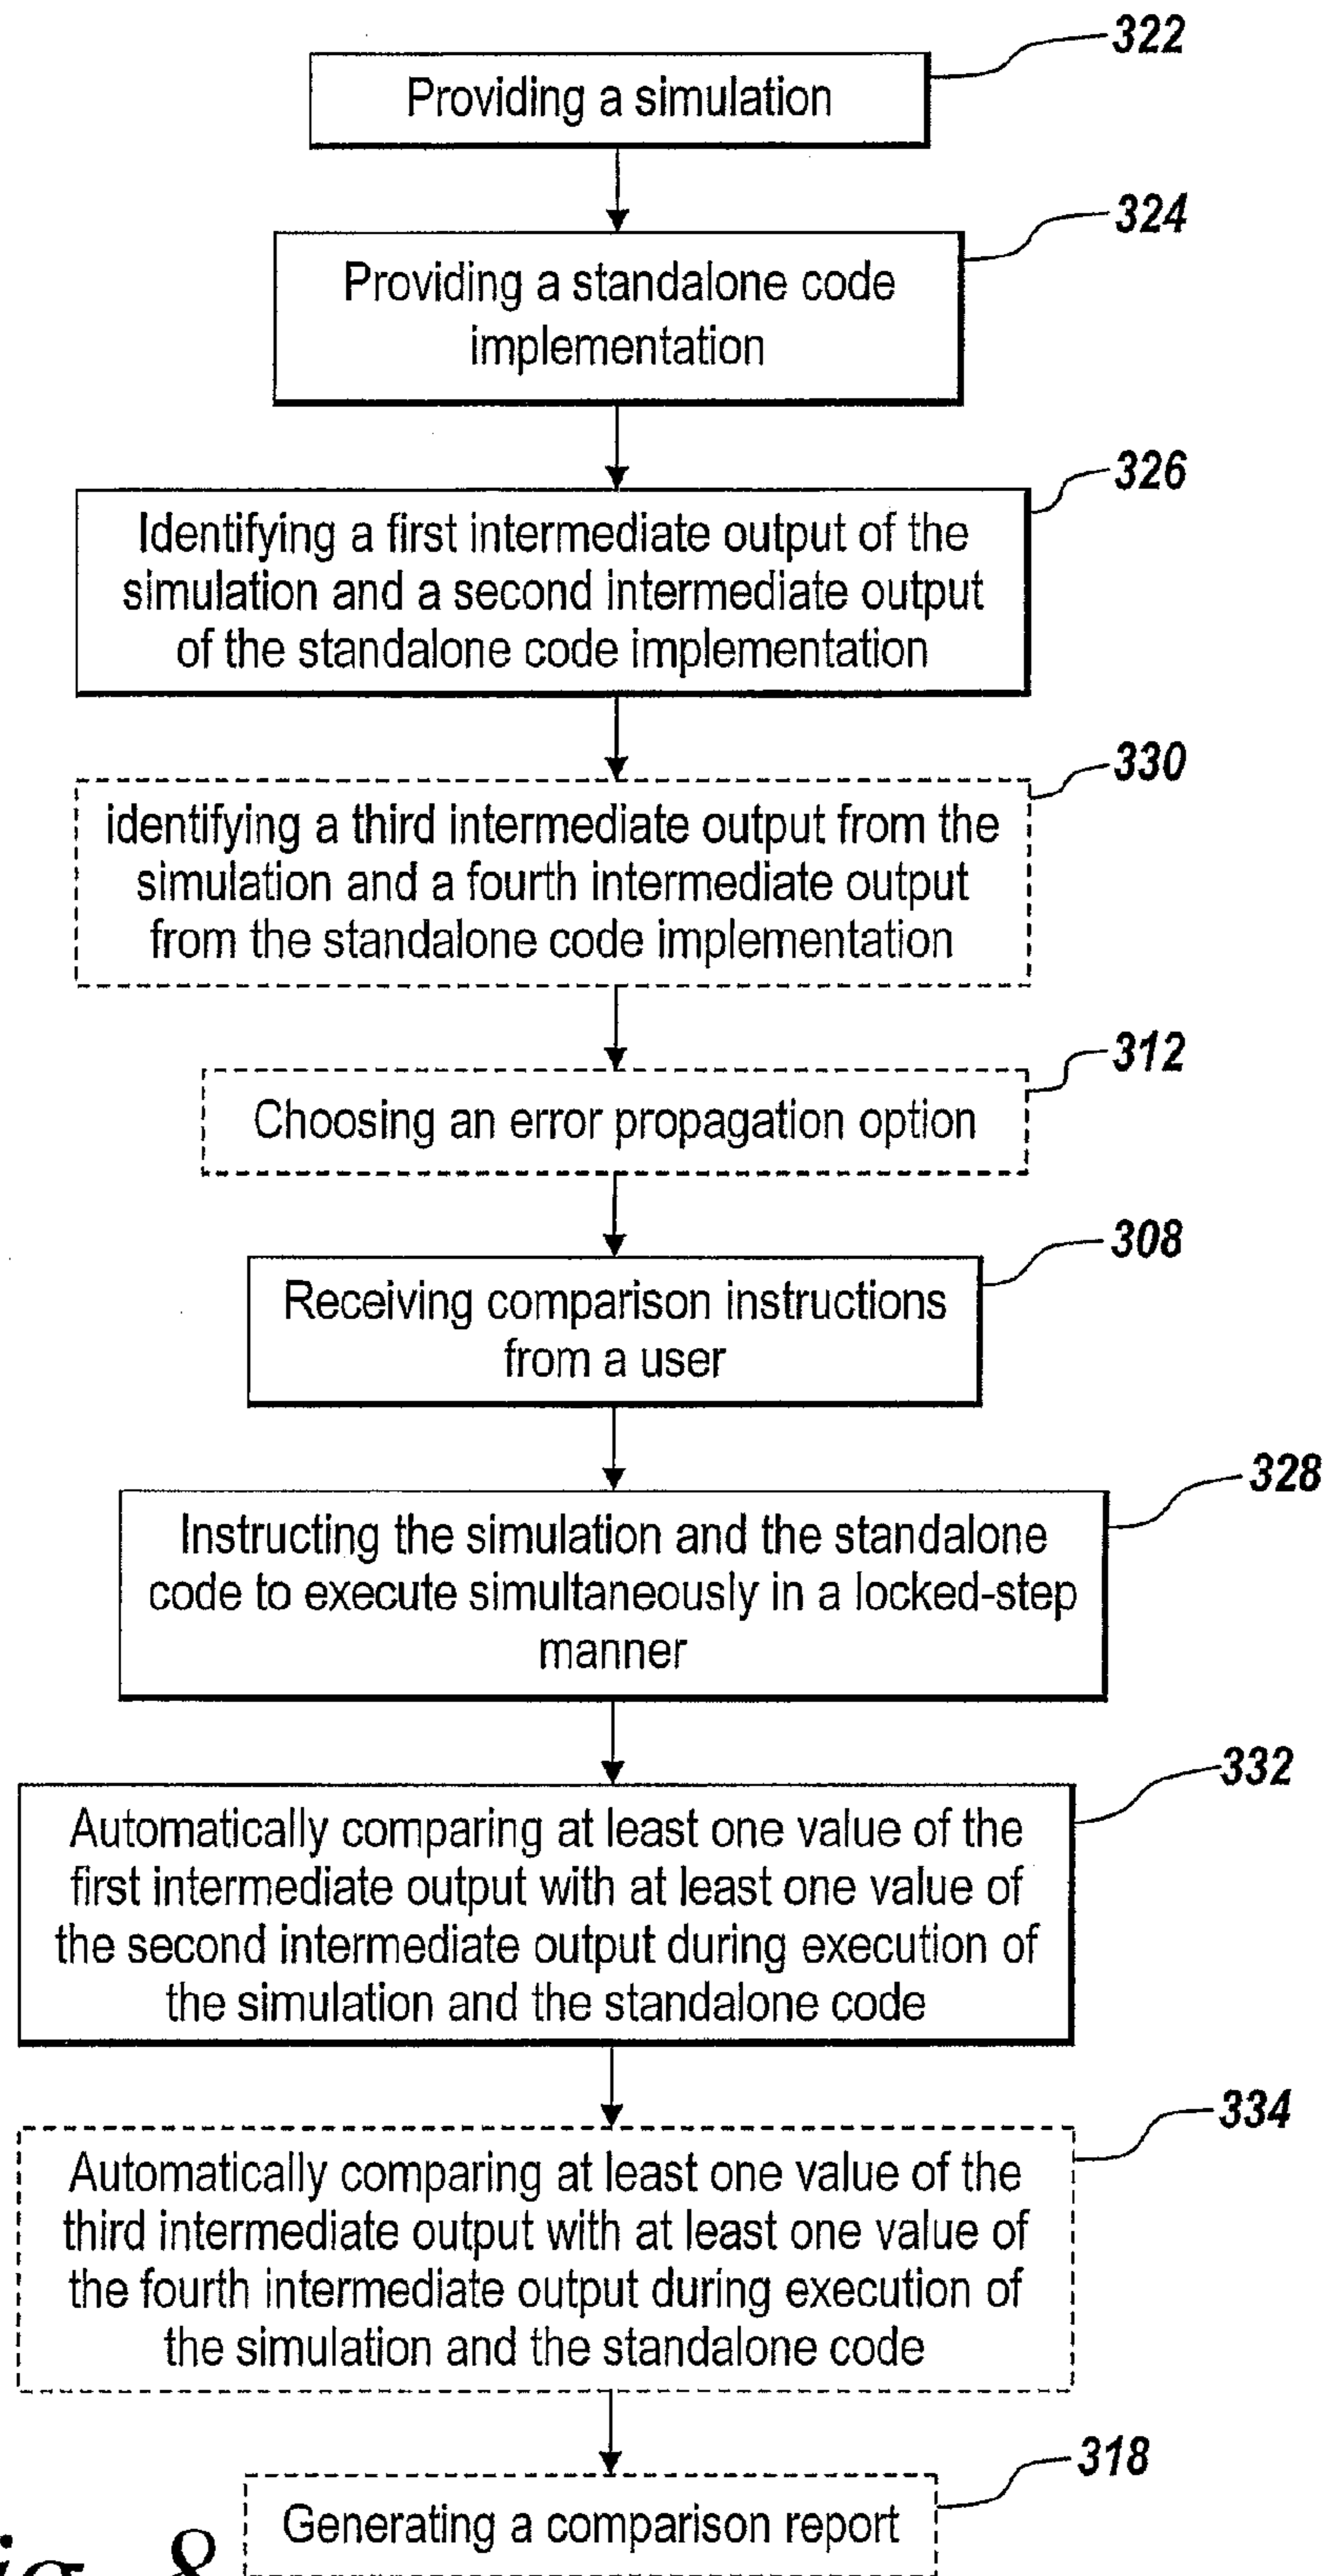 322
Providing a simulation
324
Providing a standalone code
implementation
326
Identifying a first intermediate output of the
simulation and a second intermediate output
of the standalone code implementation
330
identifying a third intermediate output from the
simulation and a fourth intermediate output
from the standalone code implementation
312
Choosing an error propagation option
308
Receiving comparison instructions
from a user
328
Instructing the simulation and the standalone
code to execute simultaneously in a locked-step
manner
332
Automatically comparing at least one value of the
first intermediate output with at least one value of
the second intermediate output during execution of
the simulation and the standalone code
334
Automatically comparing at least one value of the
third intermediate output with at least one value of
the fourth intermediate output during execution of
the simulation and the standalone code
318
Generating a comparison report
8